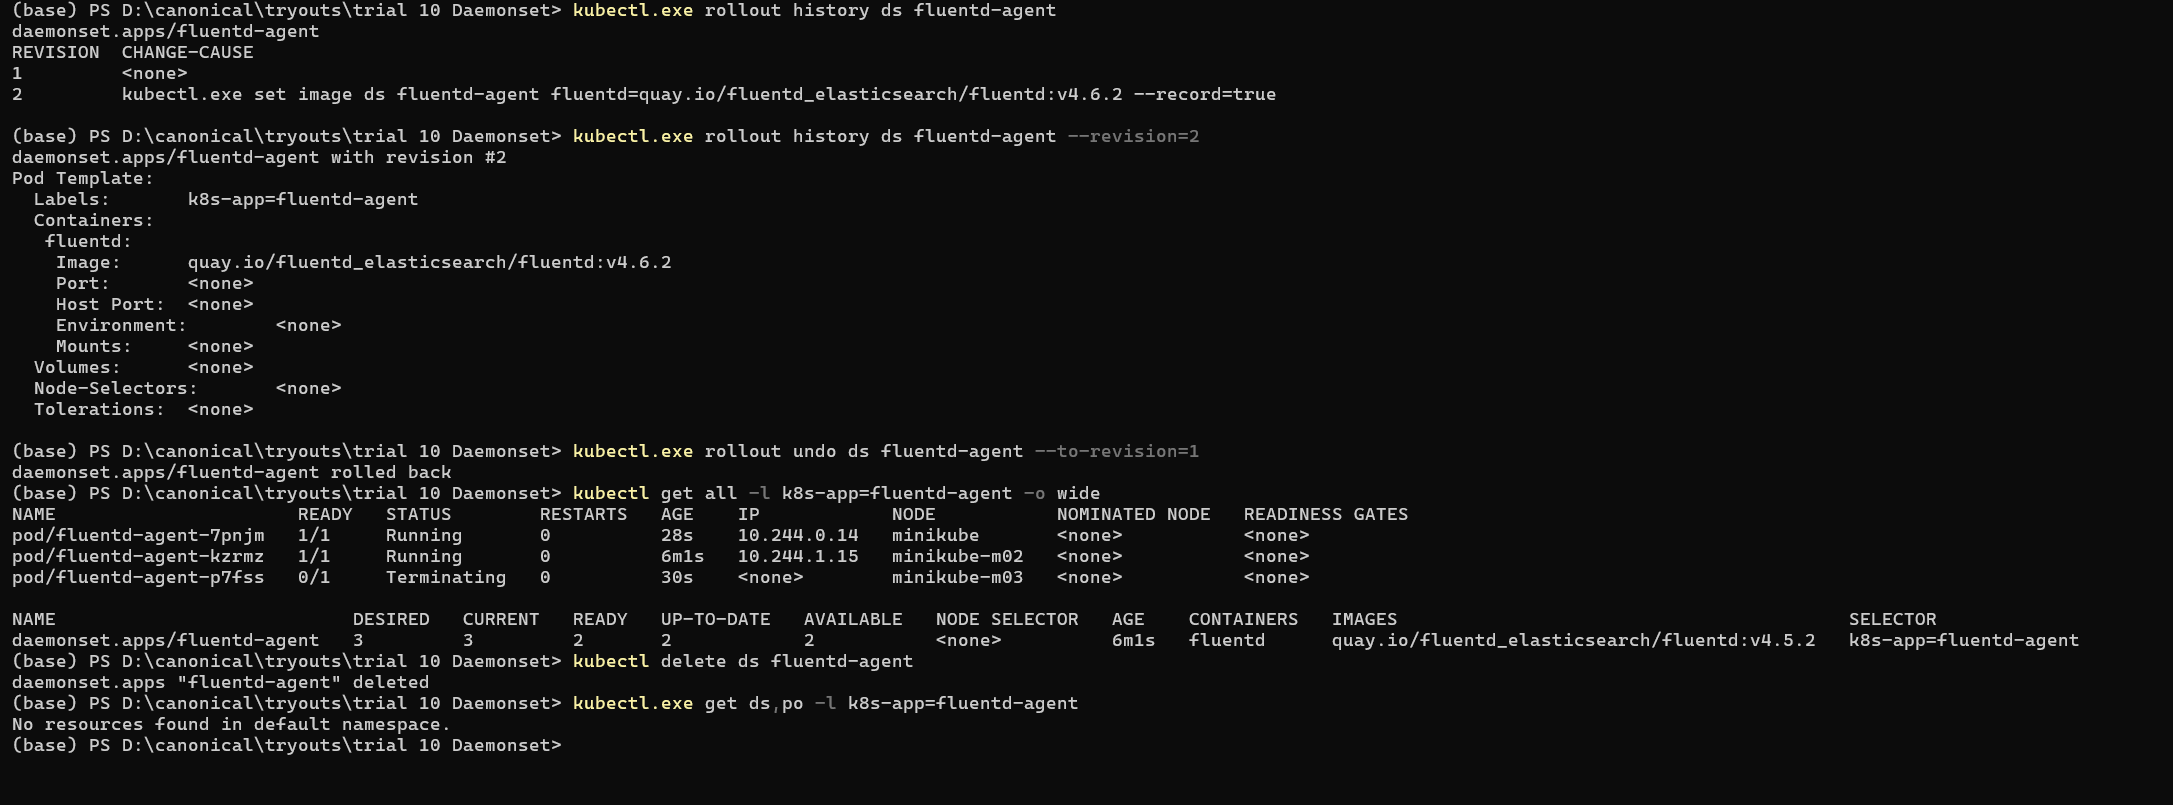 (base) PS D:\canonical\tryouts\trial 10 Daemonset> kubectl.exe rollout history ds fluentd-agent
daemonset.apps/fluentd-agent
REVISION  CHANGE-CAUSE
1         <none>
2         kubectl.exe set image ds fluentd-agent fluentd=quay.io/fluentd_elasticsearch/fluentd:v4.6.2 --record=true

(base) PS D:\canonical\tryouts\trial 10 Daemonset> kubectl.exe rollout history ds fluentd-agent --revision=2
daemonset.apps/fluentd-agent with revision #2
Pod Template:
  Labels:       k8s-app=fluentd-agent
  Containers:
   fluentd:
    Image:      quay.io/fluentd_elasticsearch/fluentd:v4.6.2
    Port:       <none>
    Host Port:  <none>
    Environment:        <none>
    Mounts:     <none>
  Volumes:      <none>
  Node-Selectors:       <none>
  Tolerations:  <none>

(base) PS D:\canonical\tryouts\trial 10 Daemonset> kubectl.exe rollout undo ds fluentd-agent --to-revision=1
daemonset.apps/fluentd-agent rolled back
(base) PS D:\canonical\tryouts\trial 10 Daemonset> kubectl get all -l k8s-app=fluentd-agent -o wide
NAME                      READY   STATUS        RESTARTS   AGE    IP            NODE           NOMINATED NODE   READINESS GATES
pod/fluentd-agent-7pnjm   1/1     Running       0          28s    10.244.0.14   minikube       <none>           <none>
pod/fluentd-agent-kzrmz   1/1     Running       0          6m1s   10.244.1.15   minikube-m02   <none>           <none>
pod/fluentd-agent-p7fss   0/1     Terminating   0          30s    <none>        minikube-m03   <none>           <none>

NAME                           DESIRED   CURRENT   READY   UP-TO-DATE   AVAILABLE   NODE SELECTOR   AGE    CONTAINERS   IMAGES                                         SELECTOR
daemonset.apps/fluentd-agent   3         3         2       2            2           <none>          6m1s   fluentd      quay.io/fluentd_elasticsearch/fluentd:v4.5.2   k8s-app=fluentd-agent
(base) PS D:\canonical\tryouts\trial 10 Daemonset> kubectl delete ds fluentd-agent
daemonset.apps "fluentd-agent" deleted
(base) PS D:\canonical\tryouts\trial 10 Daemonset> kubectl.exe get ds,po -l k8s-app=fluentd-agent
No resources found in default namespace.
(base) PS D:\canonical\tryouts\trial 10 Daemonset>